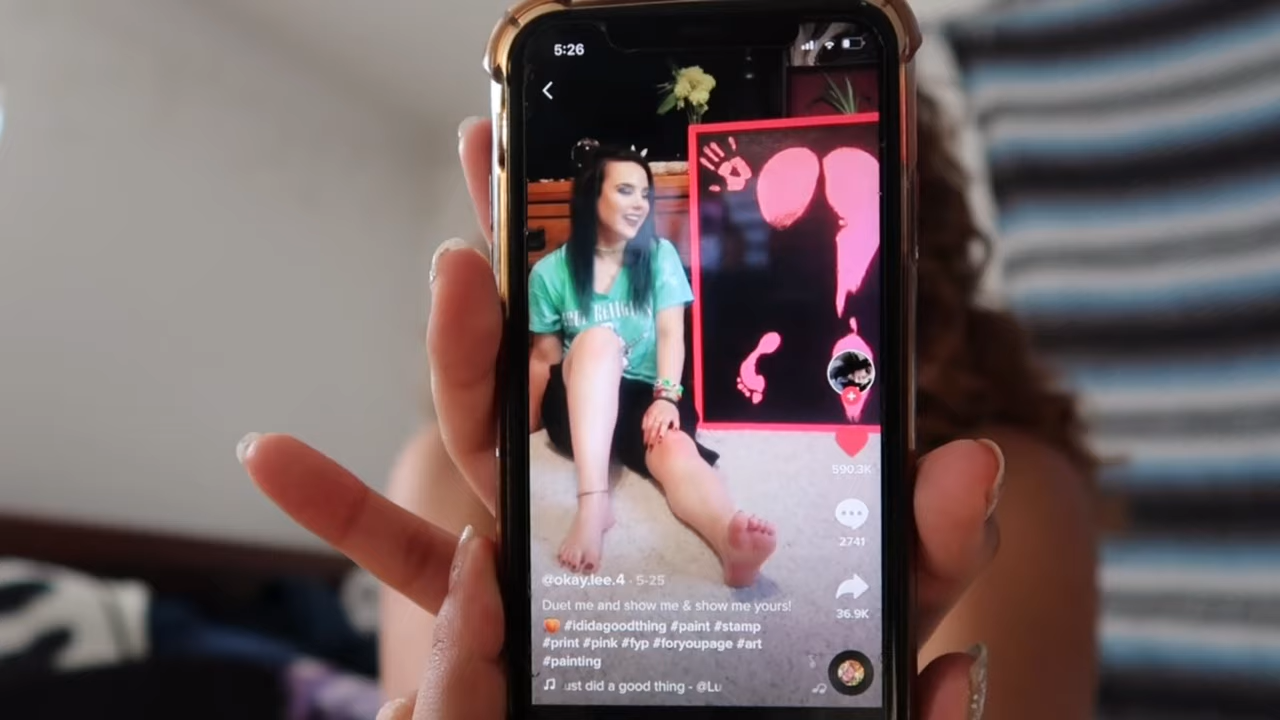 5:26
590.3K
2741
36.9K
@okay.lee.4 · 5-25
Duet me and show me & show me yours!
🍑 #ididagoodthing #paint #stamp
#print #pink #fyp #foryoupage #art
#painting
ust did a good thing - @Lu